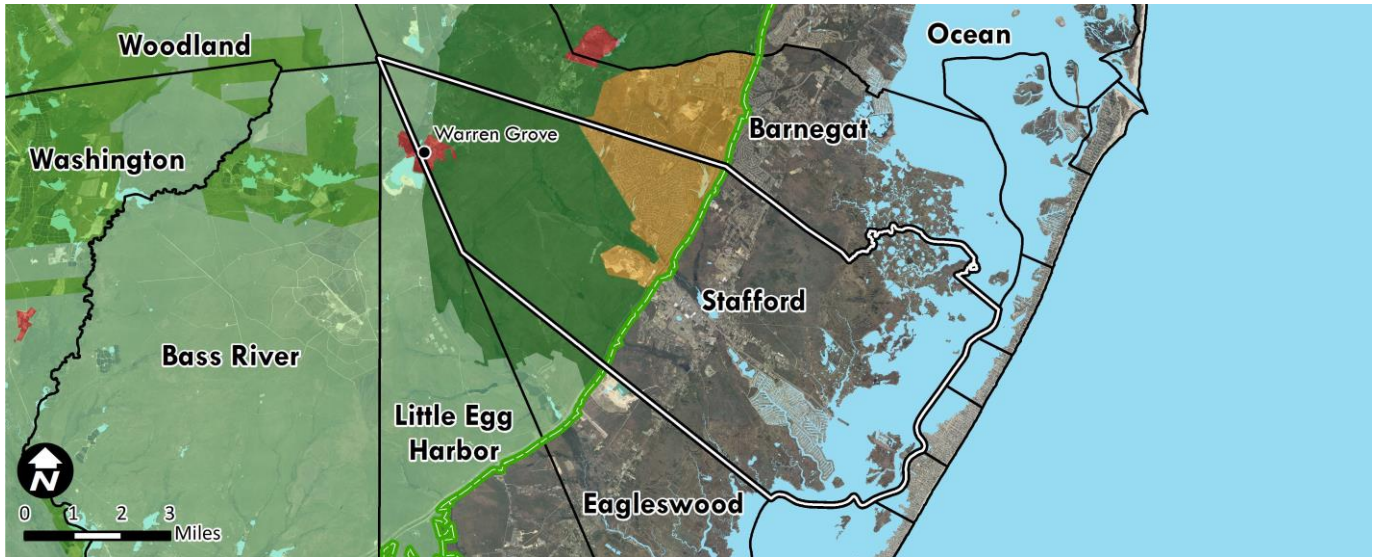 Woodland
Ocean
Warren Grove
Barnegat
Washington
Stafford
Bass River
Little Egg
Harbor
Eagleswood
N
0 1 2 3
Miles